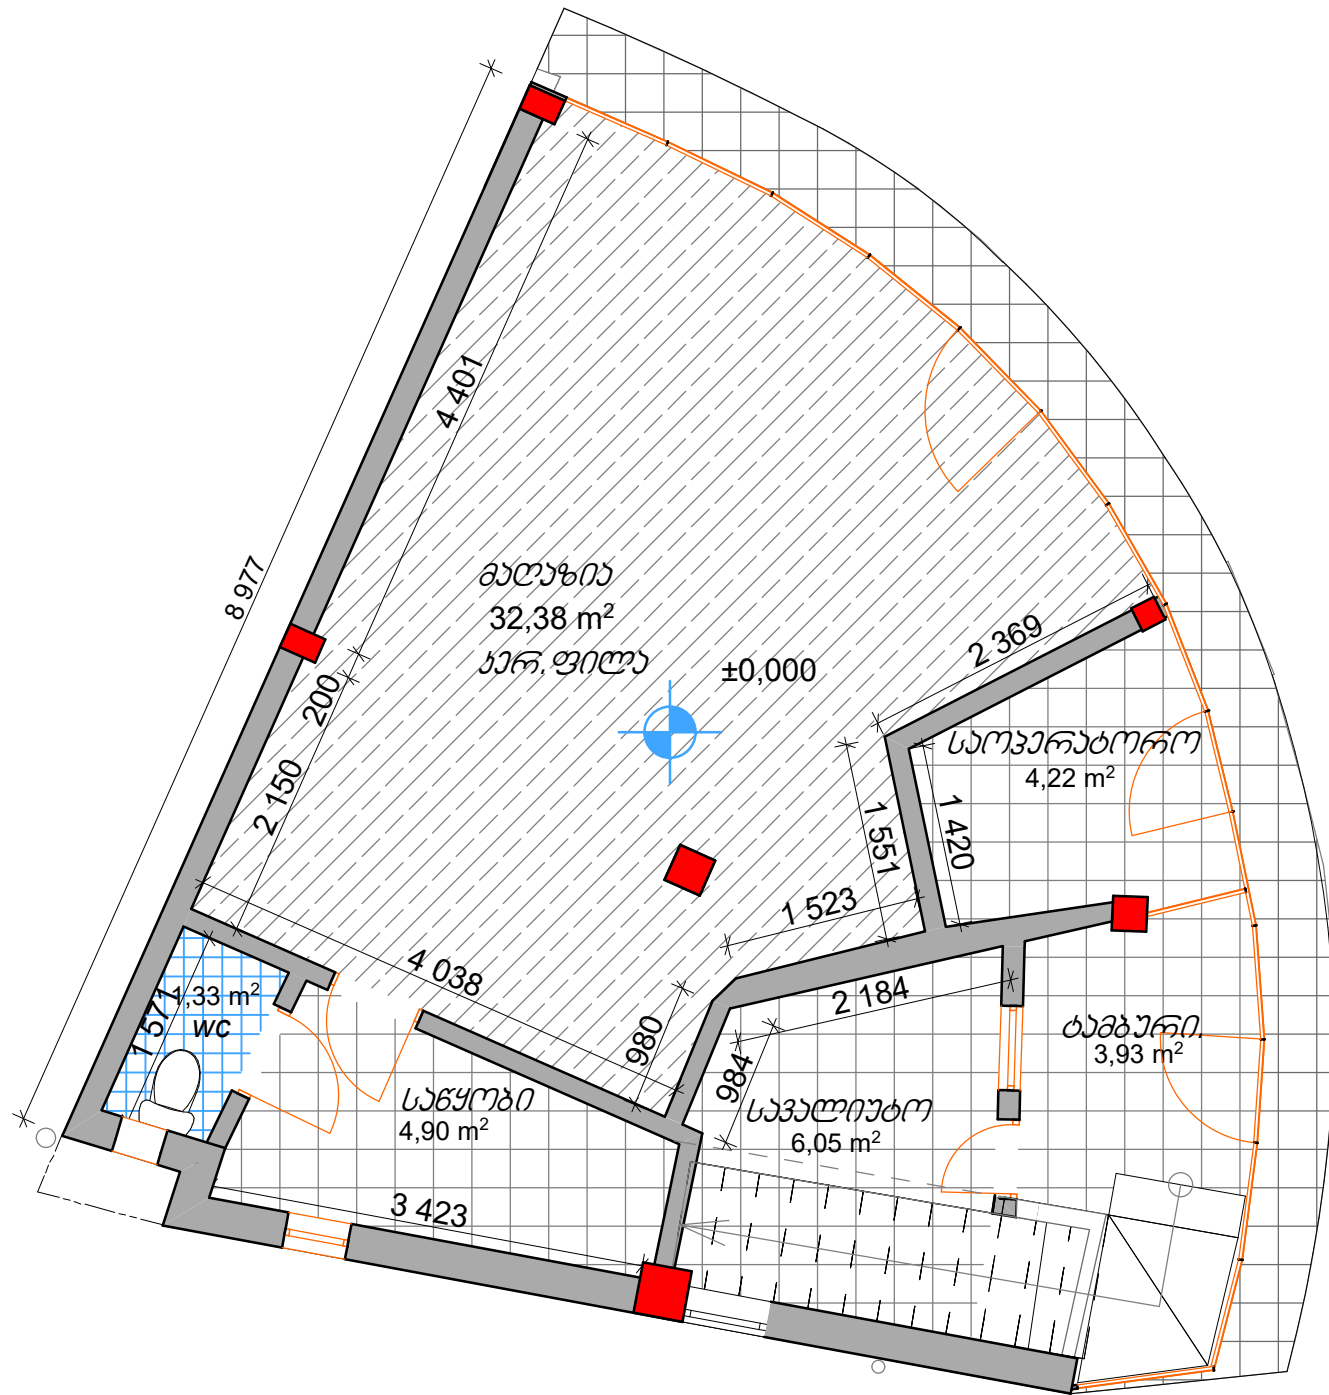 4 401
8 977
მაღაზია
32,38 m²
კერ.ფილა
±0,000
2 369
200
საოპერატორო
4,22 m²
2 150
1 551
1 420
1 523
4 038
2 184
1,33 m²
WC
1 571
980
984
ტამბური
3,93 m²
საწყობი
4,90 m²
სავალიუტო
6,05 m²
3 423